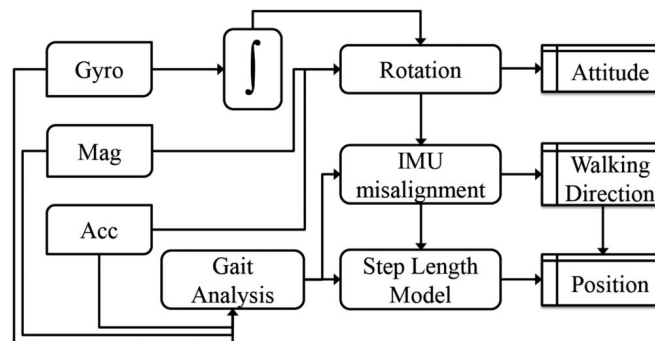 Gyro
∫
Rotation
Attitude
Mag
IMU
misalignment
Walking
Direction
Acc
Gait
Analysis
Step Length
Model
Position